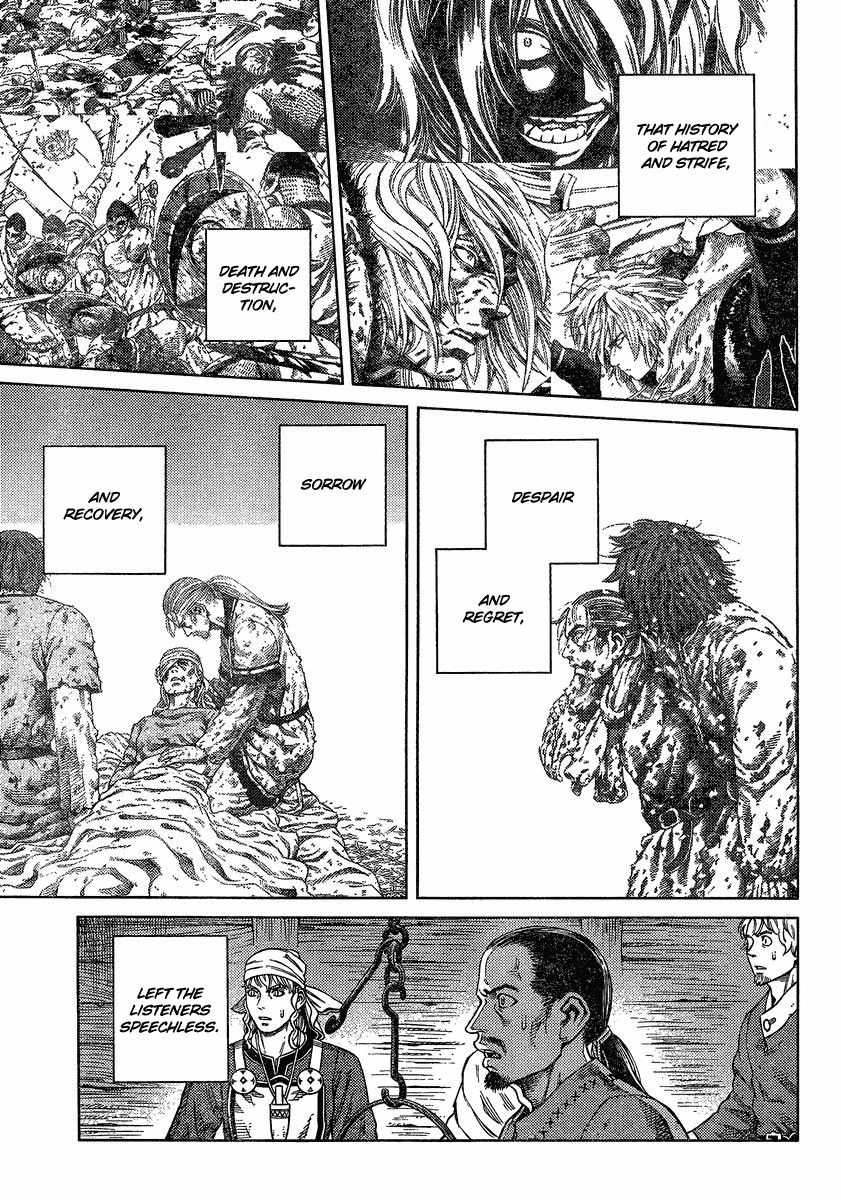 THAT HISTORY
OF HATRED
AND STRIFE,
DEATH AND
DESTRUC-
TION,
DESPAIR
AND
REGRET,
SORROW
AND
RECOVERY,
LEFT THE
LISTENERS
SPEECHLESS.